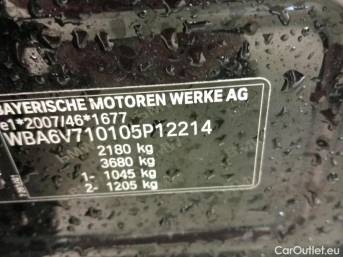 BAYERISCHE MOTOREN WERKE AG
e1*2007/46*1677
WBA6V710105P12214
2180 kg
3680 kg
1- 1045 kg
2- 1205 kg
CarOutlet.eu